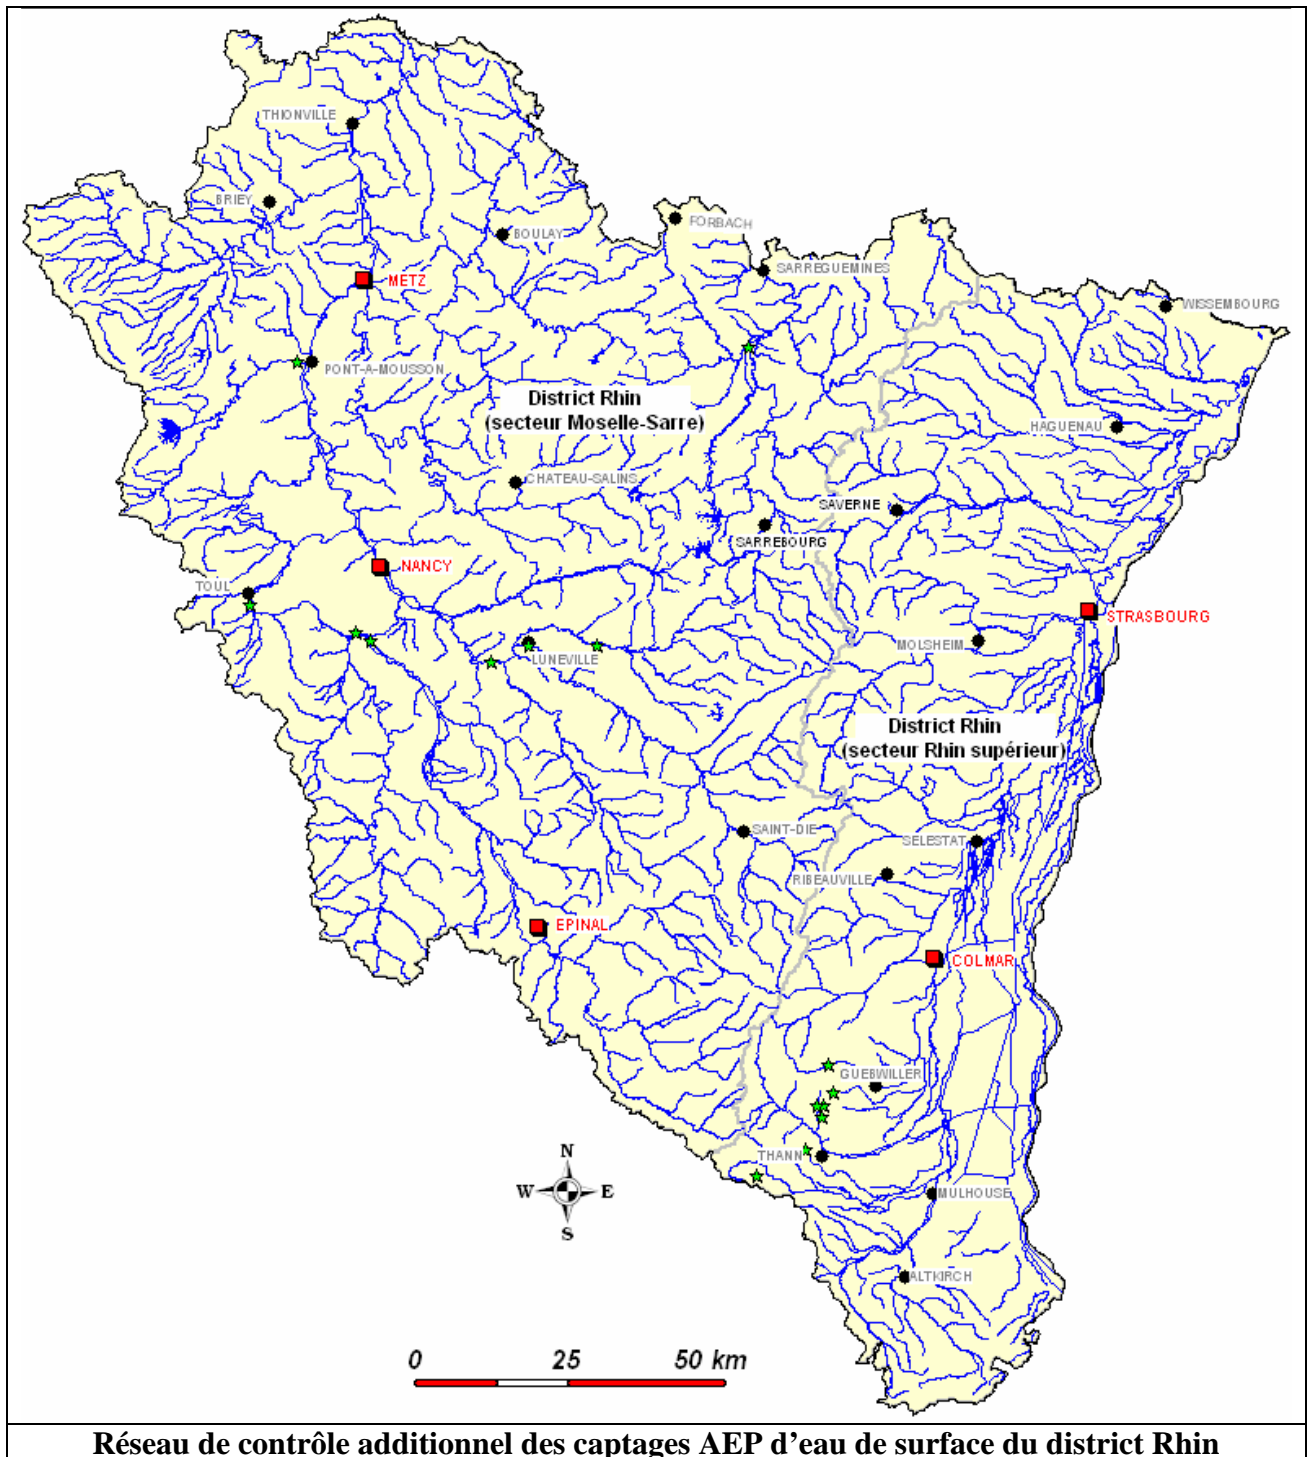 THIONVILLE
BRIEY
BOULAY
FORBACH
SARREGUEMINES
METZ
WISSEMBOURG
PONT-A-MOUSSON
District Rhin
(secteur Moselle-Sarre)
HAGUENAU
CHATEAU-SALINS
SAVERNE
SARREBOURG
NANCY
TOUL
STRASBOURG
MOLSHEIM
LUNEVILLE
District Rhin
(secteur Rhin supérieur)
SAINT-DIE
SELESTAT
RIBEAUVILLE
EPINAL
COLMAR
GUEBWILLER
THANN
N
W E
S
MULHOUSE
ALTKIRCH
0 25 50 km
Réseau de contrôle additionnel des captages AEP d'eau de surface du district Rhin